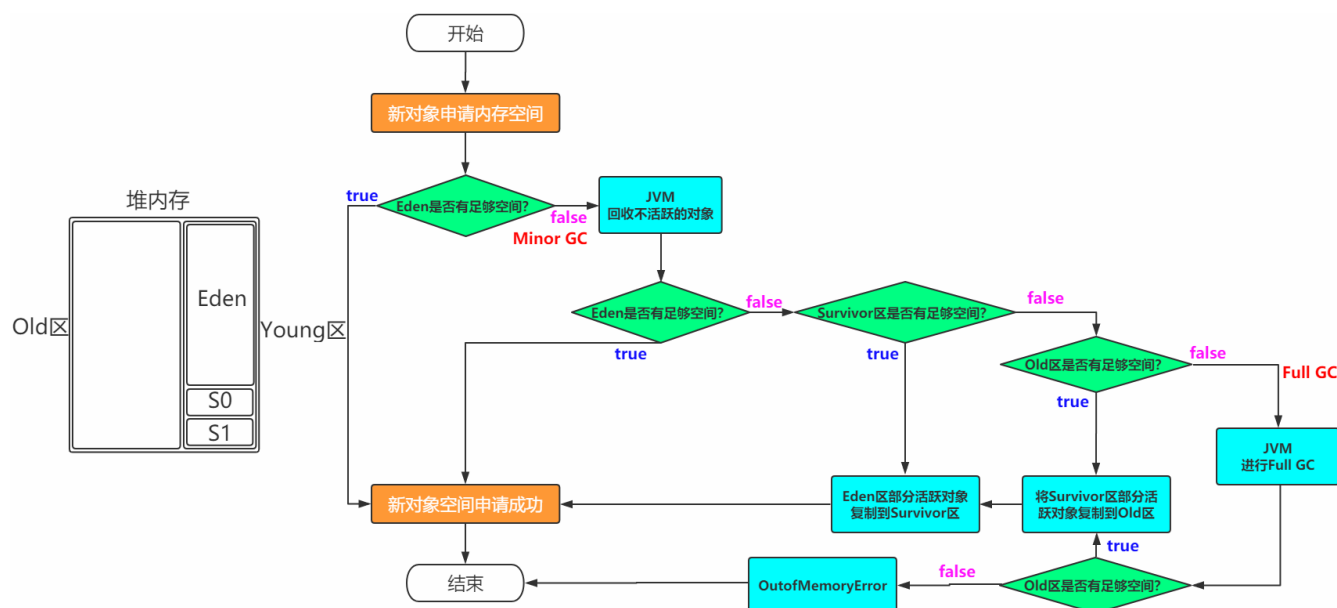 开始
新对象申请内存空间
true
Eden是否有足够空间?
false
Minor GC
JVM
回收不活跃的对象
堆内存
Old区
Eden
S0
S1
Young区
Eden是否有足够空间?
false
true
Survivor区是否有足够空间?
false
true
Old区是否有足够空间?
false
Full GC
true
JVM
进行Full GC
新对象空间申请成功
Eden区部分活跃对象
复制到Survivor区
将Survivor区部分活
跃对象复制到Old区
true
结束
OutofMemoryError
false
Old区是否有足够空间?